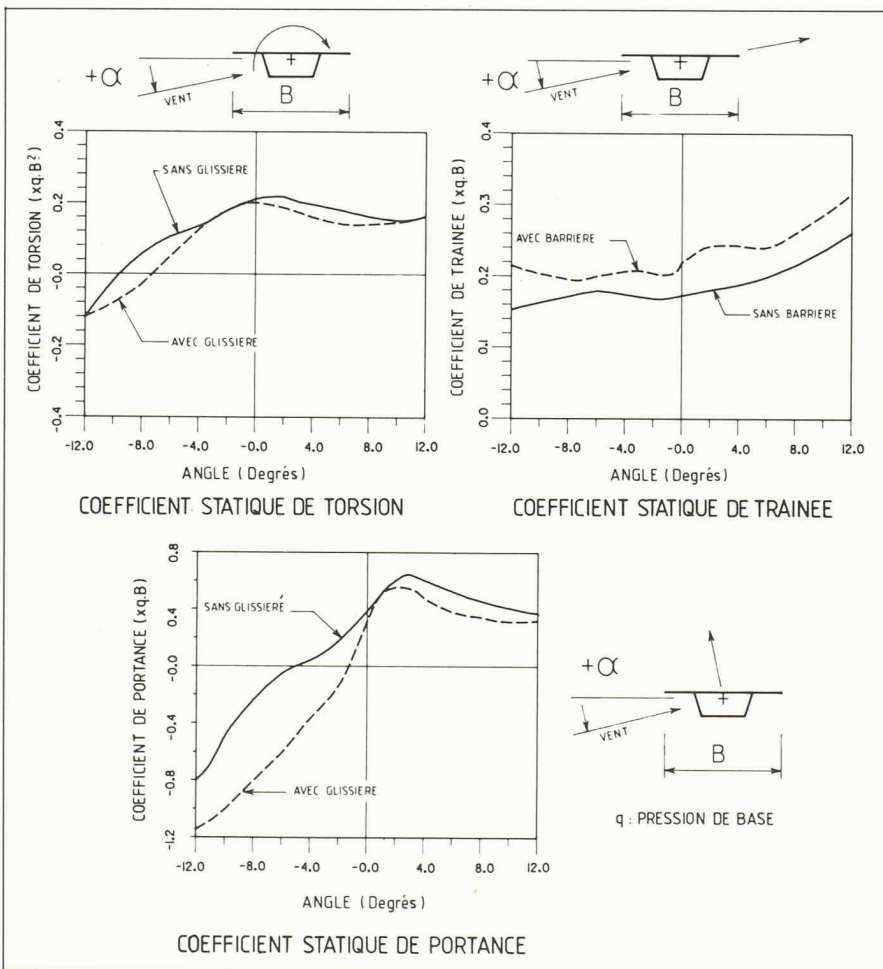 +α
VENT
B
+α
VENT
B
COEFFICIENT DE TORSION (xq.B²)
0.4
0.2
-0.0
-0.2
-0.4
SANS GLISSIERE
AVEC GLISSIERE
-12.0 -8.0 -4.0 -0.0 4.0 8.0 12.0
ANGLE (Degrés)
COEFFICIENT STATIQUE DE TORSION
COEFFICIENT DE TRAINEE (xq.B)
0.4
0.3
0.2
0.1
0.0
AVEC BARRIERE
SANS BARRIERE
-12.0 -8.0 -4.0 -0.0 4.0 8.0 12.0
ANGLE (Degrés)
COEFFICIENT STATIQUE DE TRAINEE
COEFFICIENT DE PORTANCE (xq.B)
0.8
0.4
-0.0
-0.4
-0.8
-1.2
SANS GLISSIERÉ
AVEC GLISSIERE
-12.0 -8.0 -4.0 -0.0 4.0 8.0 12.0
ANGLE (Degrés)
COEFFICIENT STATIQUE DE PORTANCE
+α
VENT
B
q : PRESSION DE BASE